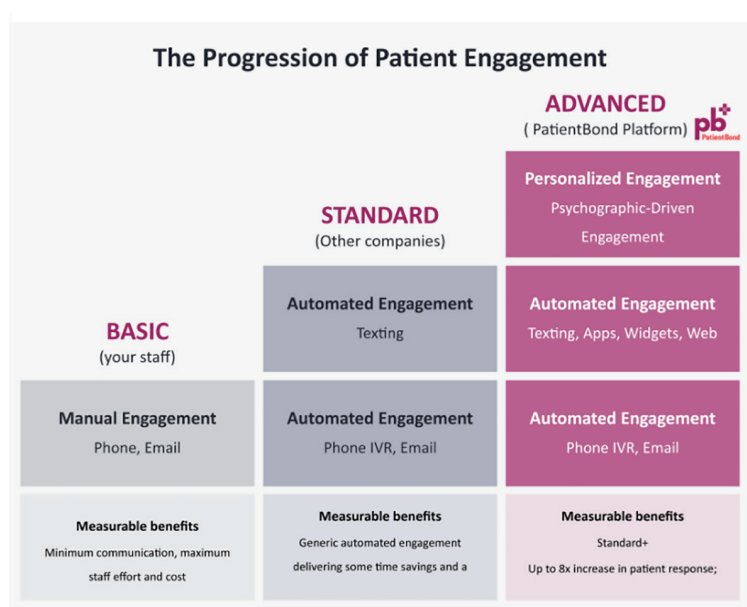 The Progression of Patient Engagement
ADVANCED
( PatientBond Platform)
pb+
PatientBond
Personalized Engagement
Psychographic-Driven
Engagement
STANDARD
(Other companies)
Automated Engagement
Texting
Automated Engagement
Texting, Apps, Widgets, Web
BASIC
(your staff)
Manual Engagement
Phone, Email
Automated Engagement
Phone IVR, Email
Automated Engagement
Phone IVR, Email
Measurable benefits
Minimum communication, maximum
staff effort and cost
Measurable benefits
Generic automated engagement
delivering some time savings and a
Measurable benefits
Standard+
Up to 8x increase in patient response;